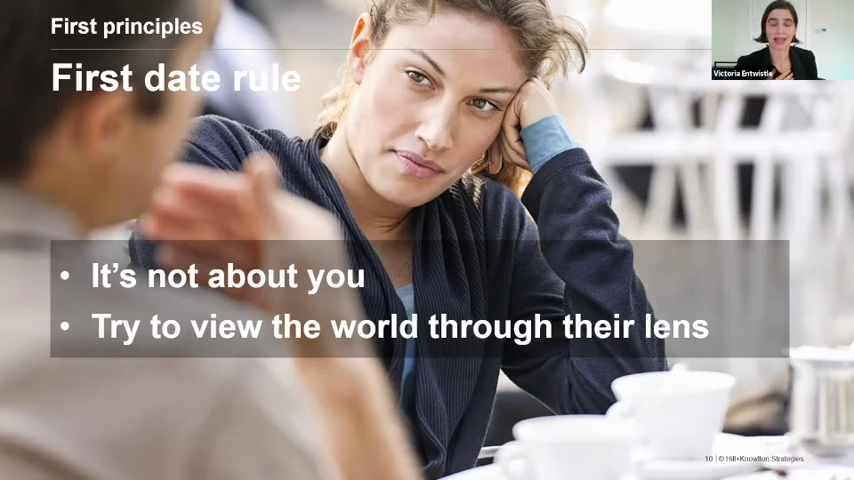 First principles
First date rule
Victoria Entwistle
• It's not about you
• Try to view the world through their lens
10 | © Hill+Knowlton Strategies